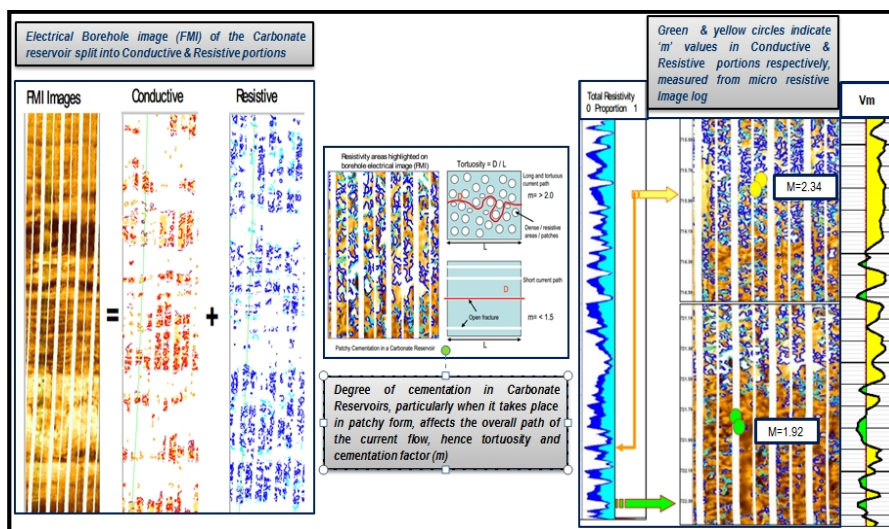 Electrical Borehole image (FMI) of the Carbonate
reservoir split into Conductive & Resistive portions
FMI Images
Conductive
Resistive
=
+
Resistivity areas highlighted on
borehole electrical image (FMI)
Patchy Cementation in a Carbonate Reservoir
Tortuosity = D / L
Long and tortuous
current path
m= > 2.0
Dense / resistive
areas / patches
L
D
Short current path
m= < 1.5
Open fracture
L
Degree of cementation in Carbonate
Reservoirs, particularly when it takes place
in patchy form, affects the overall path of
the current flow, hence tortuosity and
cementation factor (m)
Green & yellow circles indicate
'm' values in Conductive &
Resistive portions respectively,
measured from micro resistive
Image log
Total Resistivity
0 Proportion 1
Vm
M=2.34
M=1.92